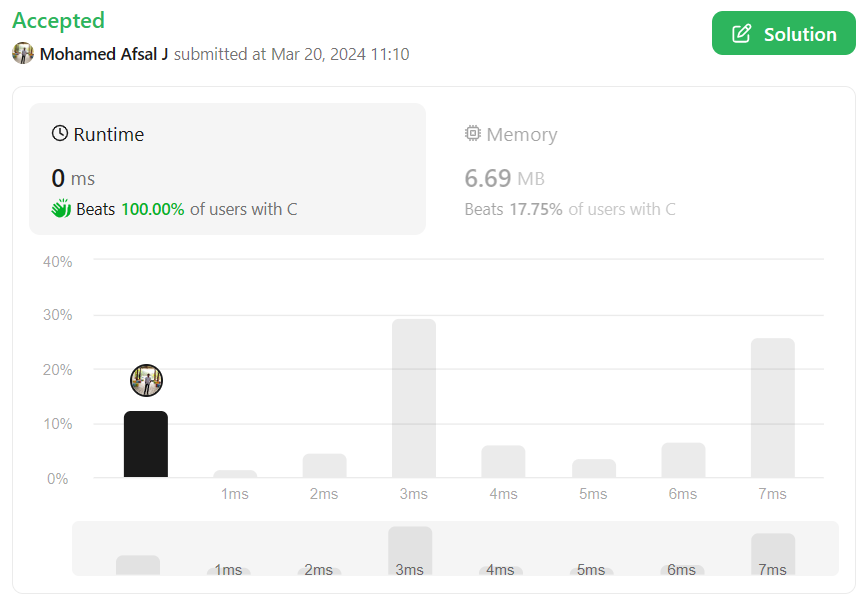 Accepted
Mohamed Afsal J submitted at Mar 20, 2024 11:10
Solution
Runtime
0 ms
Beats 100.00% of users with C
Memory
6.69 MB
Beats 17.75% of users with C
40%
30%
20%
10%
0%
1ms 2ms 3ms 4ms 5ms 6ms 7ms
1ms 2ms 3ms 4ms 5ms 6ms 7ms